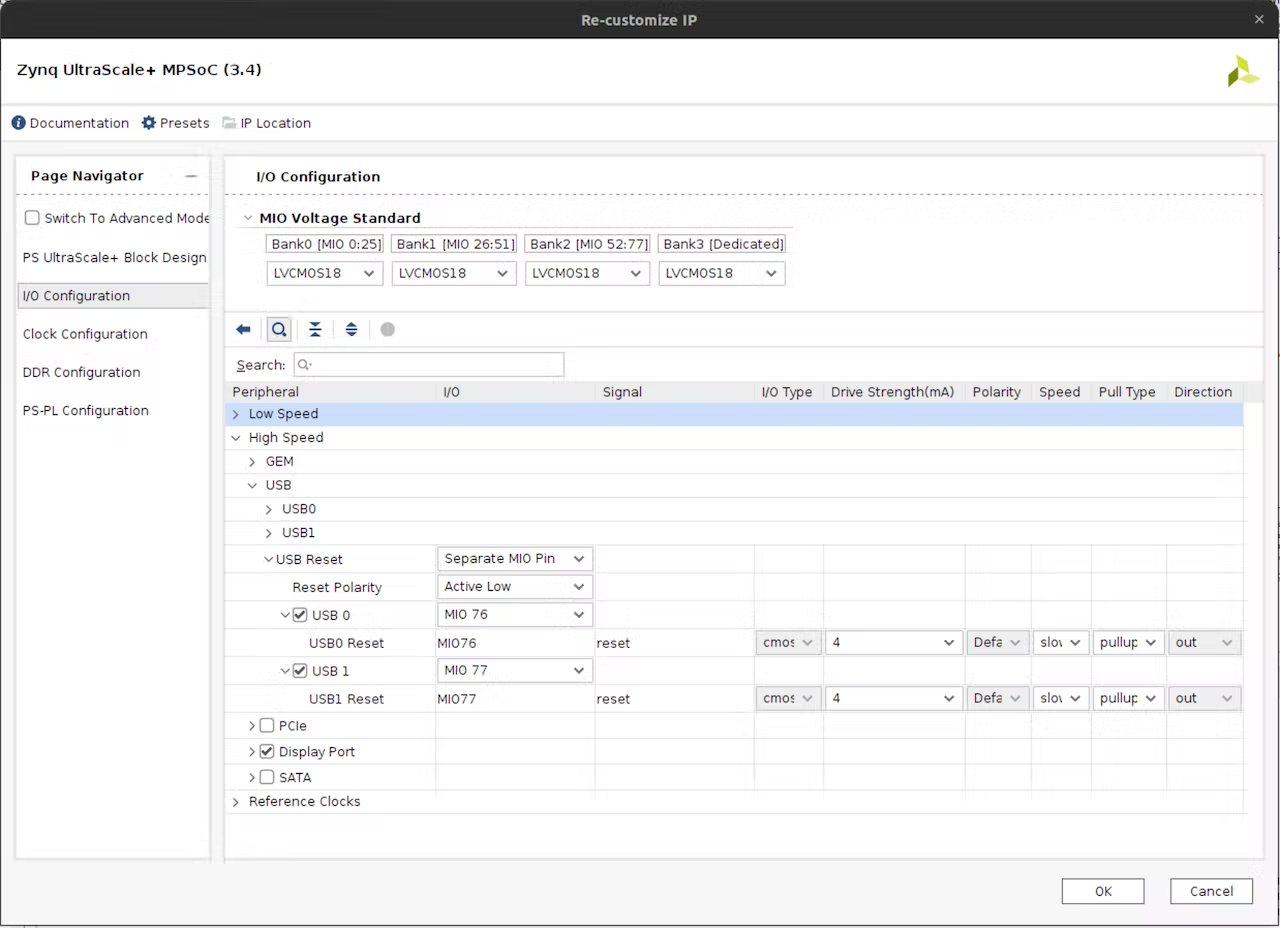 Re-customize IP
Zynq UltraScale+ MPSoC (3.4)
Documentation Presets IP Location
Page Navigator
Switch To Advanced Mode
PS UltraScale+ Block Design
I/O Configuration
Clock Configuration
DDR Configuration
PS-PL Configuration
I/O Configuration
MIO Voltage Standard
Bank0 [MIO 0:25] Bank1 [MIO 26:51] Bank2 [MIO 52:77] Bank3 [Dedicated]
LVCMOS18 LVCMOS18 LVCMOS18 LVCMOS18
Search:
Peripheral I/O Signal I/O Type Drive Strength(mA) Polarity Speed Pull Type Direction
Low Speed
High Speed
GEM
USB
USB0
USB1
USB Reset Separate MIO Pin
Reset Polarity Active Low
USB 0 MIO 76
USB0 Reset MIO76 reset cmos 4 Defa slov pullup out
USB 1 MIO 77
USB1 Reset MIO77 reset cmos 4 Defa slov pullup out
PCIe
Display Port
SATA
Reference Clocks
OK Cancel